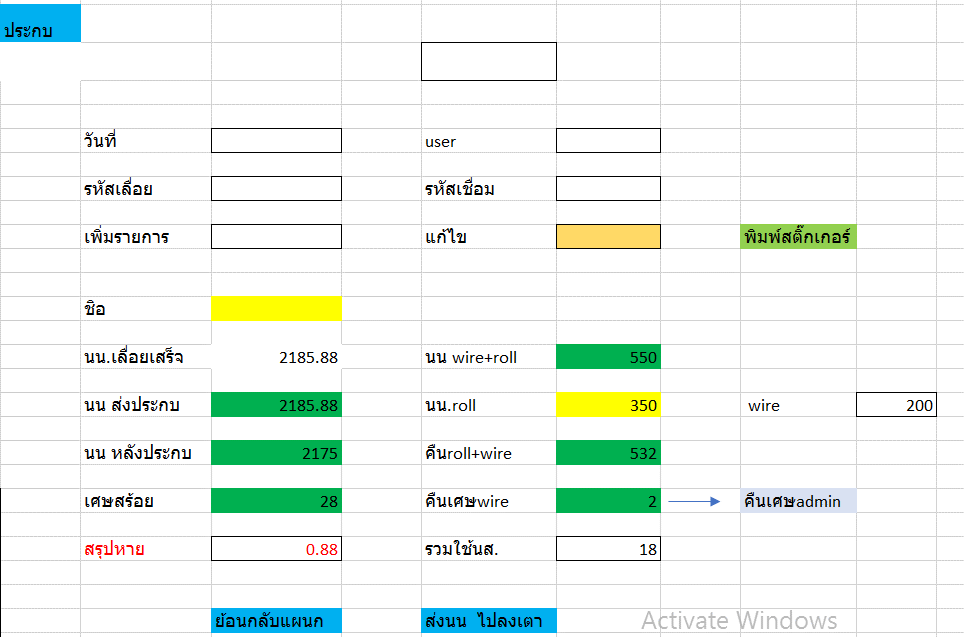 ประกบ
วันที่ user
รหัสเลื่อย รหัสเชื่อม
เพิ่มรายการ แก้ไข พิมพ์สติ๊กเกอร์
ชือ
นน.เลื่อยเสร็จ 2185.88 นน wire+roll 550
นน ส่งประกบ 2185.88 นน.roll 350 wire 200
นน หลังประกบ 2175 คืนroll+wire 532
เศษสร้อย 28 คืนเศษwire 2 คืนเศษadmin
สรุปหาย 0.88 รวมใช้นส. 18
ย้อนกลับแผนก ส่งนน ไปลงเตา
Activate Windows